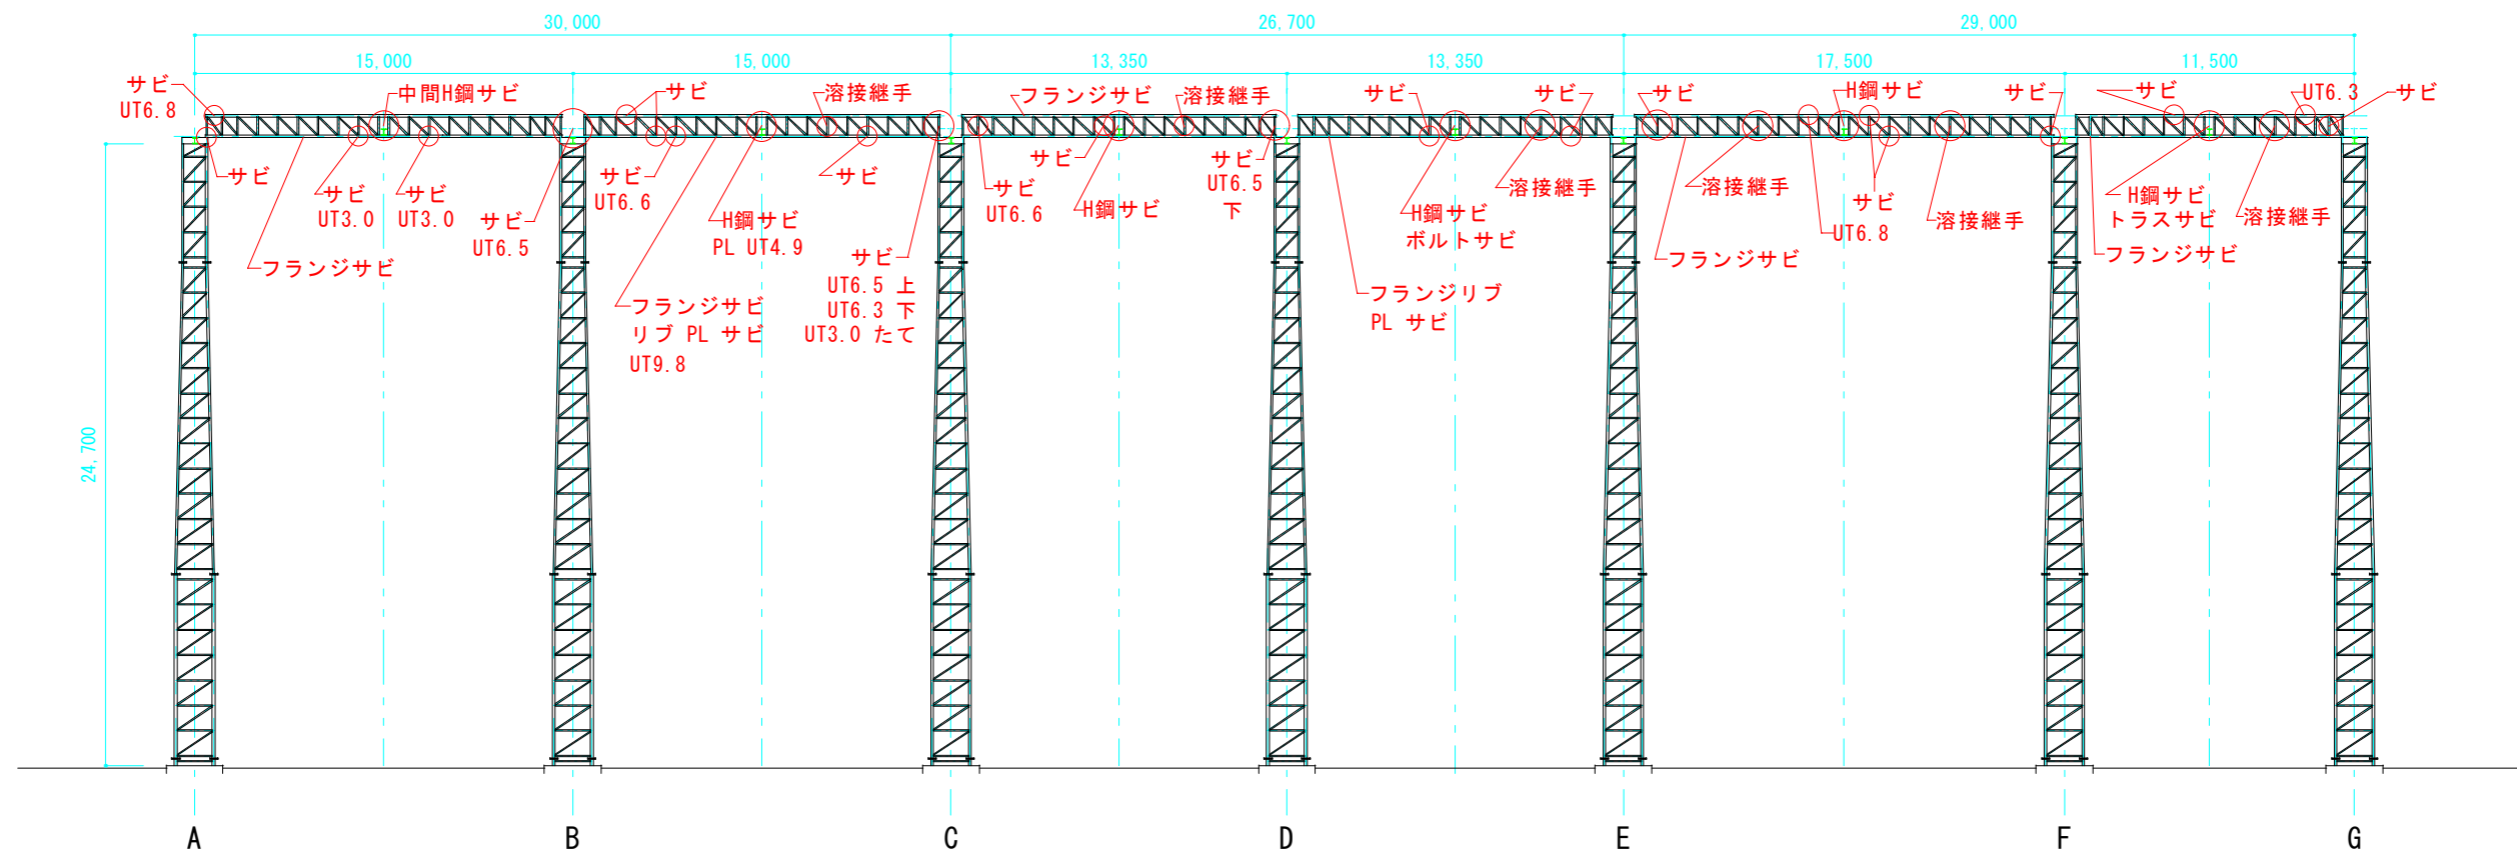 30,000
26,700
29,000
15,000
15,000
13,350
13,350
17,500
11,500
サビ
UT6.8
中間H鋼サビ
サビ
溶接継手
フランジサビ
溶接継手
サビ
サビ
サビ
H鋼サビ
サビ
サビ
UT6.3
サビ
サビ
サビ
UT3.0
サビ
UT3.0
サビ
UT6.5
サビ
UT6.6
H鋼サビ
PL UT4.9
サビ
サビ
UT6.5 上
UT6.3 下
UT3.0 たて
サビ
UT6.6
サビ
H鋼サビ
サビ
UT6.5
下
H鋼サビ
ボルトサビ
溶接継手
溶接継手
サビ
UT6.8
溶接継手
H鋼サビ
トラスサビ
溶接継手
フランジサビ
フランジサビ
リブ PL サビ
UT9.8
フランジリブ
PL サビ
フランジサビ
フランジサビ
24,700
A
B
C
D
E
F
G